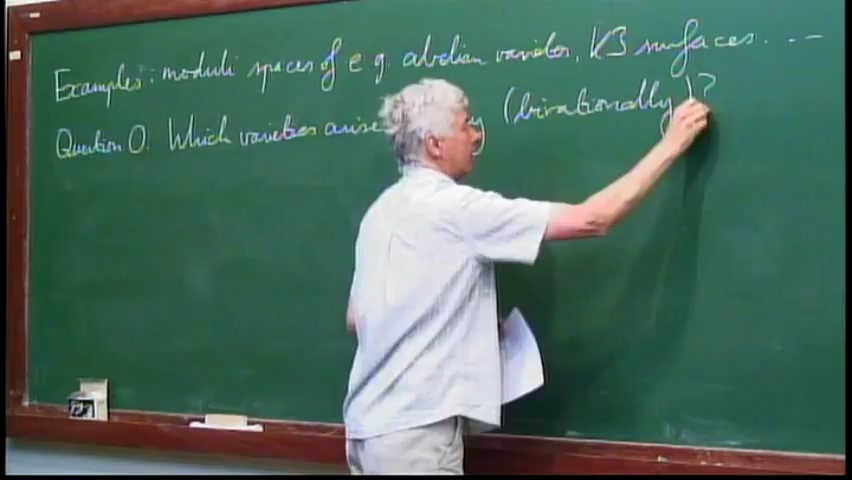 Examples: moduli spaces of e.g. abelian varieties, K3 surfaces. ...
Question 0. Which varieties arise (birationally)?